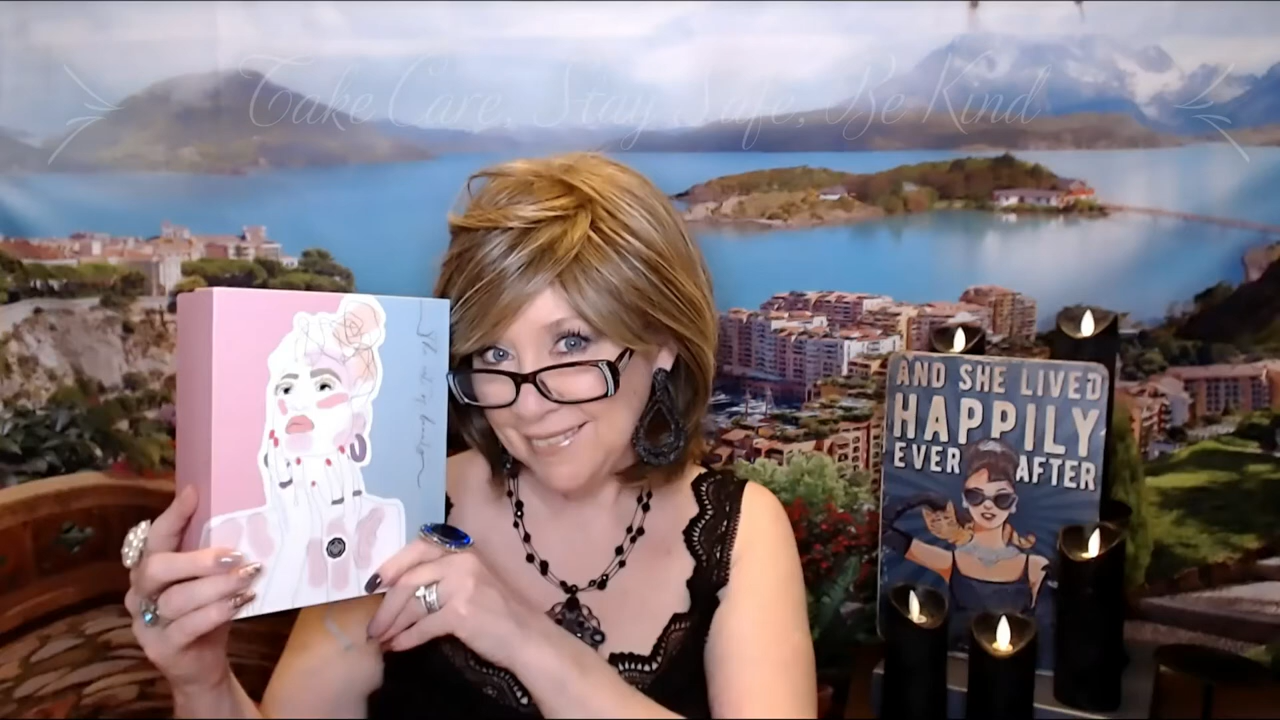 Take Care, Stay Safe, Be Kind
AND SHE LIVED
HAPPILY
EVER AFTER